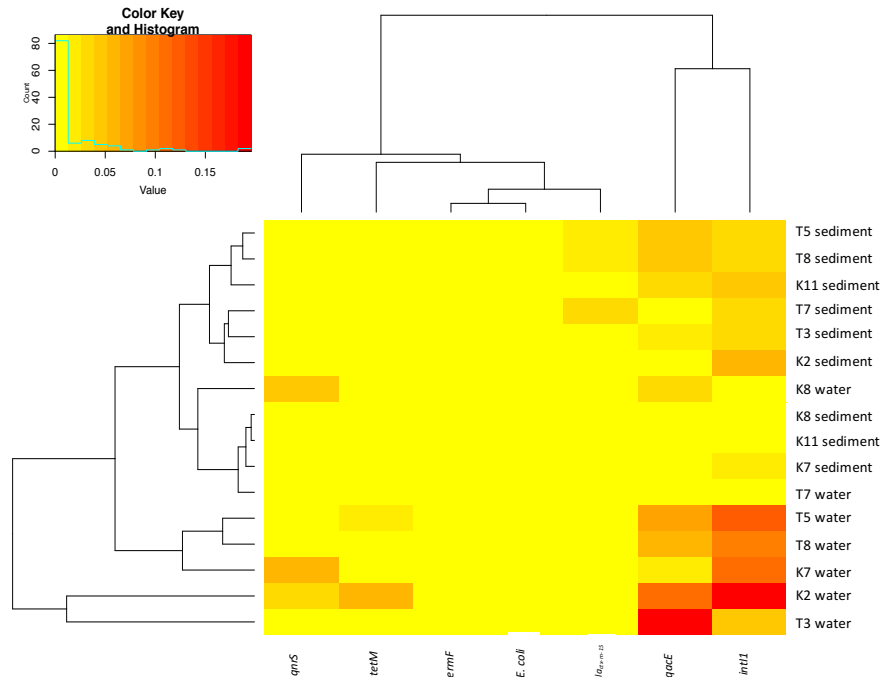 Color Key
and Histogram
Count
0 20 40 60 80
0 0.05 0.1 0.15
Value
T5 sediment
T8 sediment
K11 sediment
T7 sediment
T3 sediment
K2 sediment
K8 water
K8 sediment
K11 sediment
K7 sediment
T7 water
T5 water
T8 water
K7 water
K2 water
T3 water
qnrS
tetM
ermF
E. coli
qacE
intI1